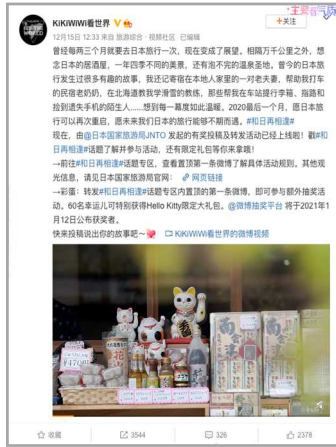 ·主要有气质
KiKiWiWi看世界
+关注
12月15日 12:33 来自 旅游综合 · 视频社区 已编辑
曾经每两三个月就要去日本旅行一次，现在变成了展望。相隔万千公里之外，想
念日本的居酒屋，一年四季不同的美景，还有泡不完的温泉圣地。曾今的日本旅
行发生过很多有趣的故事，我还记寄宿在本地人家里的一对老夫妻，帮助我打车
的民宿老奶奶，在北海道教我学滑雪的教练，那些帮我在车站提行李箱、指路和
捡到遗失手机的陌生人......想到每一幕度如此温暖。2020最后一个月，愿日本旅
行可以再次重启，愿未来我们日本的旅行能够不期而遇。#和日再相逢#
现在，由@日本国家旅游局JNTO 发起的有奖投稿及转发活动已经上线啦！戳#和
日再相逢#话题了解并参与活动，还有限定礼包等你来拿哦！
→前往#和日再相逢#话题专区，查看置顶第一条微博了解具体活动规则。其他观
光信息，请见日本国家旅游局官网： 网页链接
→彩蛋：转发#和日再相逢#话题专区内置顶的第一条微博，即可参与额外抽奖活
动。60名幸运儿可特别获得Hello Kitty限定大礼包。@微博抽奖平台 将于2021年1
月12日公布获奖者。
快来投稿说出你的故事吧~ KiKiWiWi看世界的微博视频
¥470
收藏
3544
326
2378